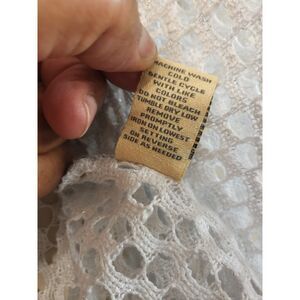 MACHINE WASH
COLD
GENTLE CYCLE
WITH LIKE
COLORS
DO NOT BLEACH
TUMBLE DRY LOW
REMOVE
PROMPTLY
IRON ON LOWEST
SETTING
ON REVERSE
SIDE AS NEEDED